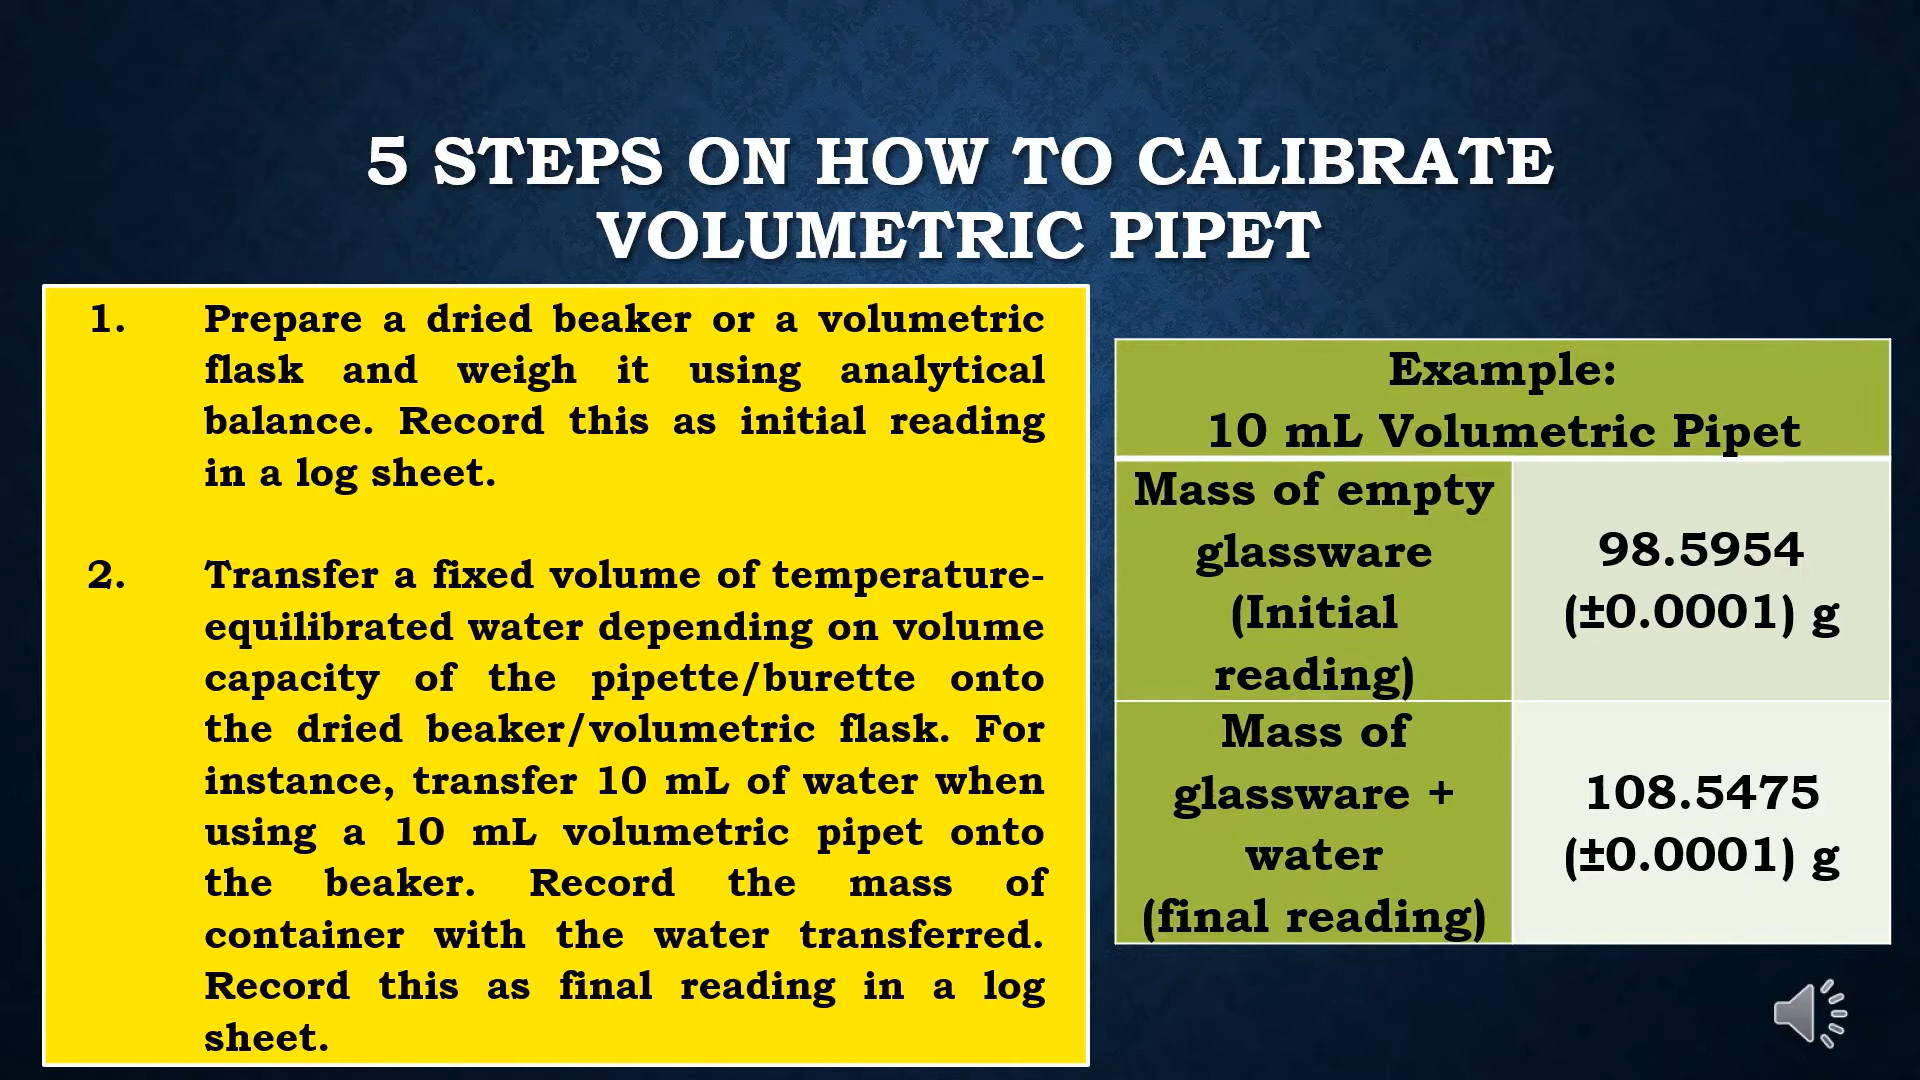 5 STEPS ON HOW TO CALIBRATE
VOLUMETRIC PIPET
1. Prepare a dried beaker or a volumetric
flask and weigh it using analytical
balance. Record this as initial reading
in a log sheet.
2. Transfer a fixed volume of temperature-
equilibrated water depending on volume
capacity of the pipette/burette onto
the dried beaker/volumetric flask. For
instance, transfer 10 mL of water when
using a 10 mL volumetric pipet onto
the beaker. Record the mass of
container with the water transferred.
Record this as final reading in a log
sheet.
Example:
10 mL Volumetric Pipet
Mass of empty
glassware
(Initial
reading)
98.5954
(±0.0001) g
Mass of
glassware +
water
(final reading)
108.5475
(±0.0001) g